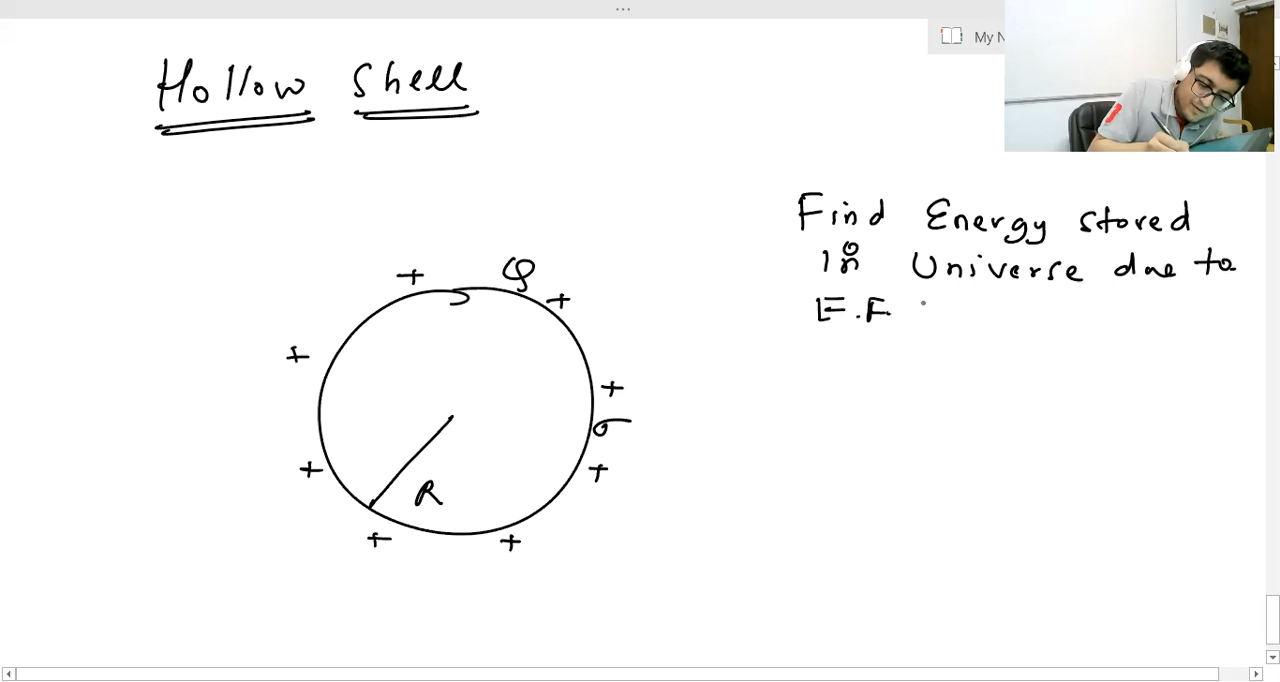 My N
Hollow Shell
Find Energy stored
in Universe due to
E.F
Q
+ +
+
+
σ
+ +
R
+ +